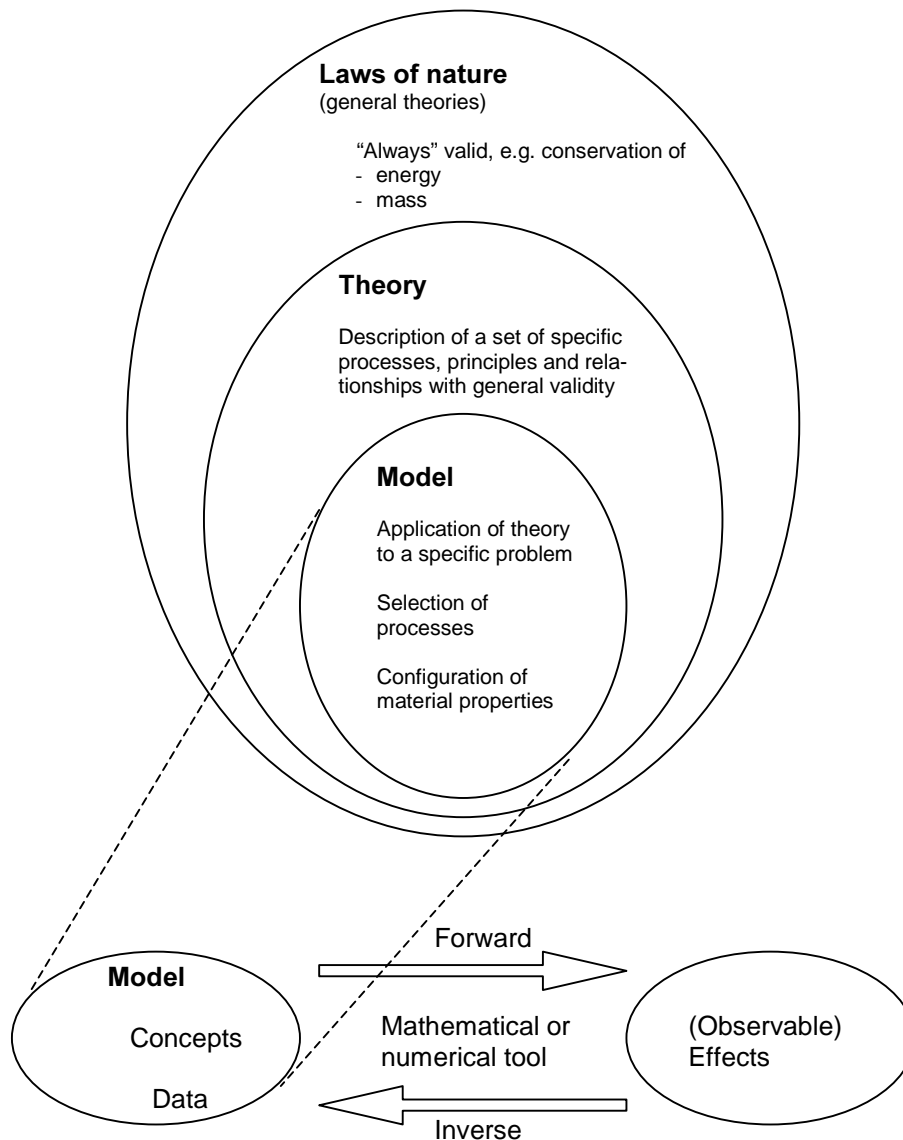 Laws of nature
(general theories)
“Always” valid, e.g. conservation of
- energy
- mass
Theory
Description of a set of specific
processes, principles and rela-
tionships with general validity
Model
Application of theory
to a specific problem
Selection of
processes
Configuration of
material properties
Forward
Model
Concepts
Data
Mathematical or
numerical tool
(Observable)
Effects
Inverse